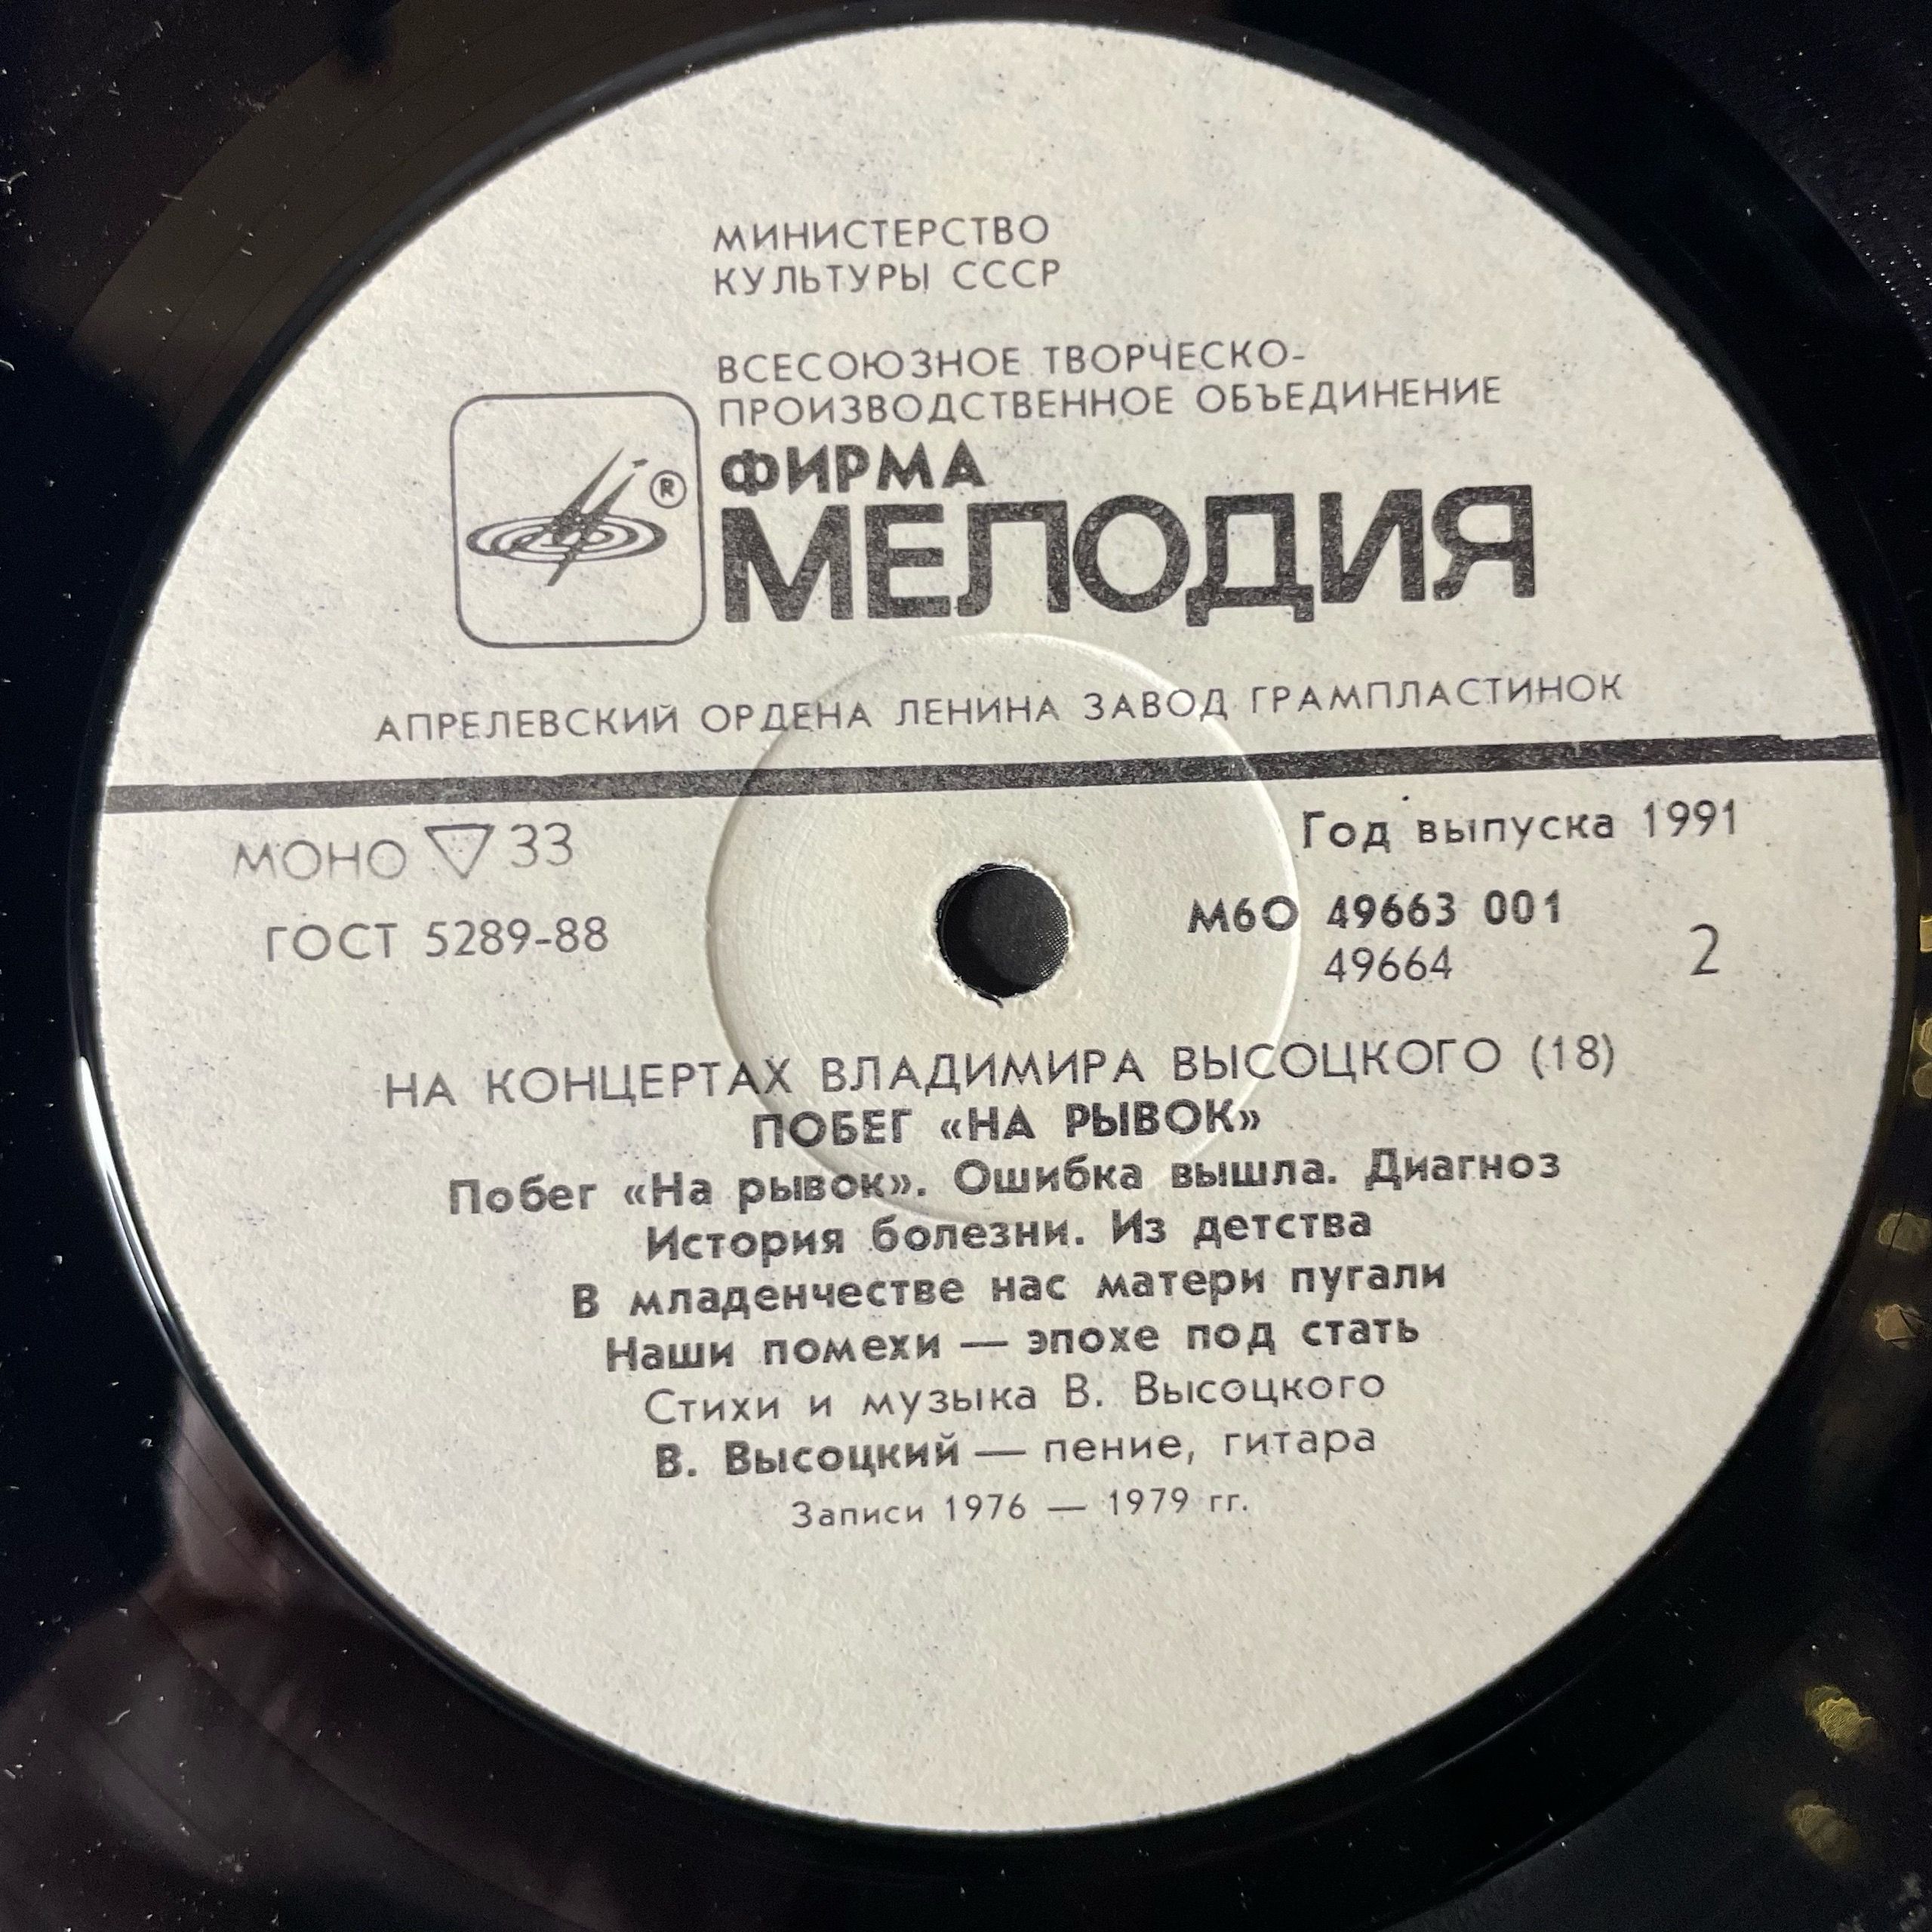 МИНИСТЕРСТВО
КУЛЬТУРЫ СССР
ВСЕСОЮЗНОЕ ТВОРЧЕСКО-
ПРОИЗВОДСТВЕННОЕ ОБЪЕДИНЕНИЕ
ФИРМА
®
МЕЛОДИЯ
АПРЕЛЕВСКИЙ ОРДЕНА ЛЕНИНА ЗАВОД ГРАМПЛАСТИНОК
МОНО ▽ 33
Год выпуска 1991
ГОСТ 5289-88
М60 49663 001
49664
2
НА КОНЦЕРТАХ ВЛАДИМИРА ВЫСОЦКОГО (18)
ПОБЕГ «НА РЫВОК»
Побег «На рывок». Ошибка вышла. Диагноз
История болезни. Из детства
В младенчестве нас матери пугали
Наши помехи — эпохе под стать
Стихи и музыка В. Высоцкого
В. Высоцкий — пение, гитара
Записи 1976 — 1979 гг.